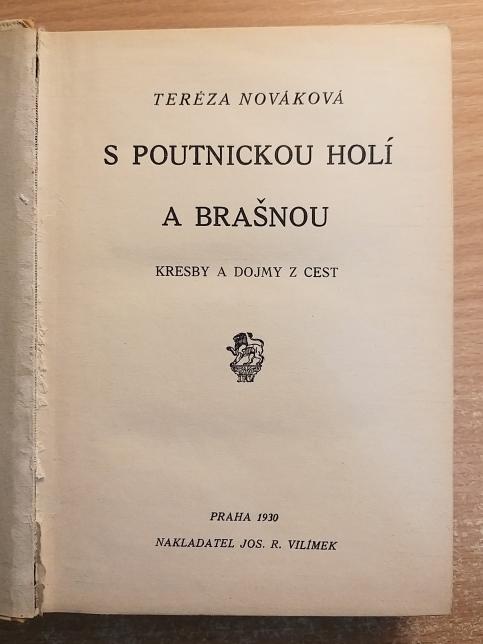 TERÉZA NOVÁKOVÁ
S POUTNICKOU HOLÍ
A BRAŠNOU
KRESBY A DOJMY Z CEST
PRAHA 1930
NAKLADATEL JOS. R. VILÍMEK